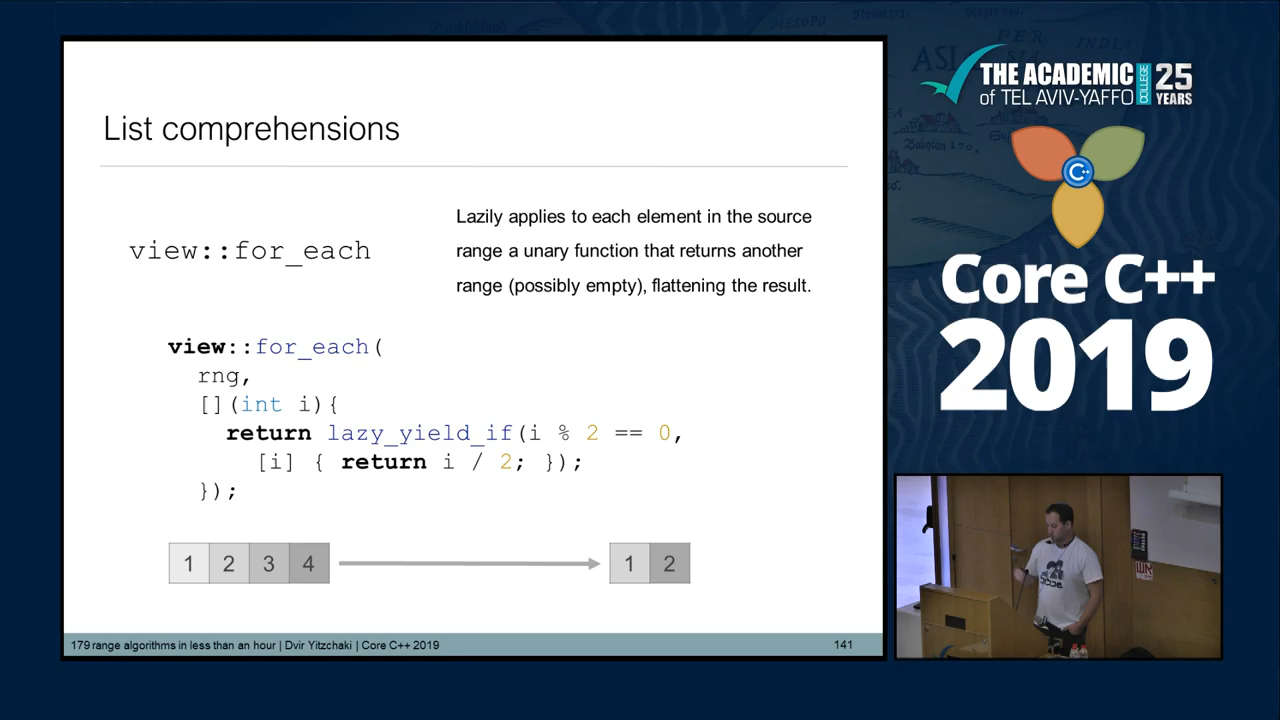 List comprehensions
view::for_each
Lazily applies to each element in the source
range a unary function that returns another
range (possibly empty), flattening the result.
view::for_each(
rng,
[](int i){
return lazy_yield_if(i % 2 == 0,
[i] { return i / 2; });
});
1 2 3 4
1 2
179 range algorithms in less than an hour | Dvir Yitzchaki | Core C++ 2019
141
THE ACADEMIC
of TEL AVIV-YAFFO
COLLEGE
25
YEARS
C++
Core C++
2019